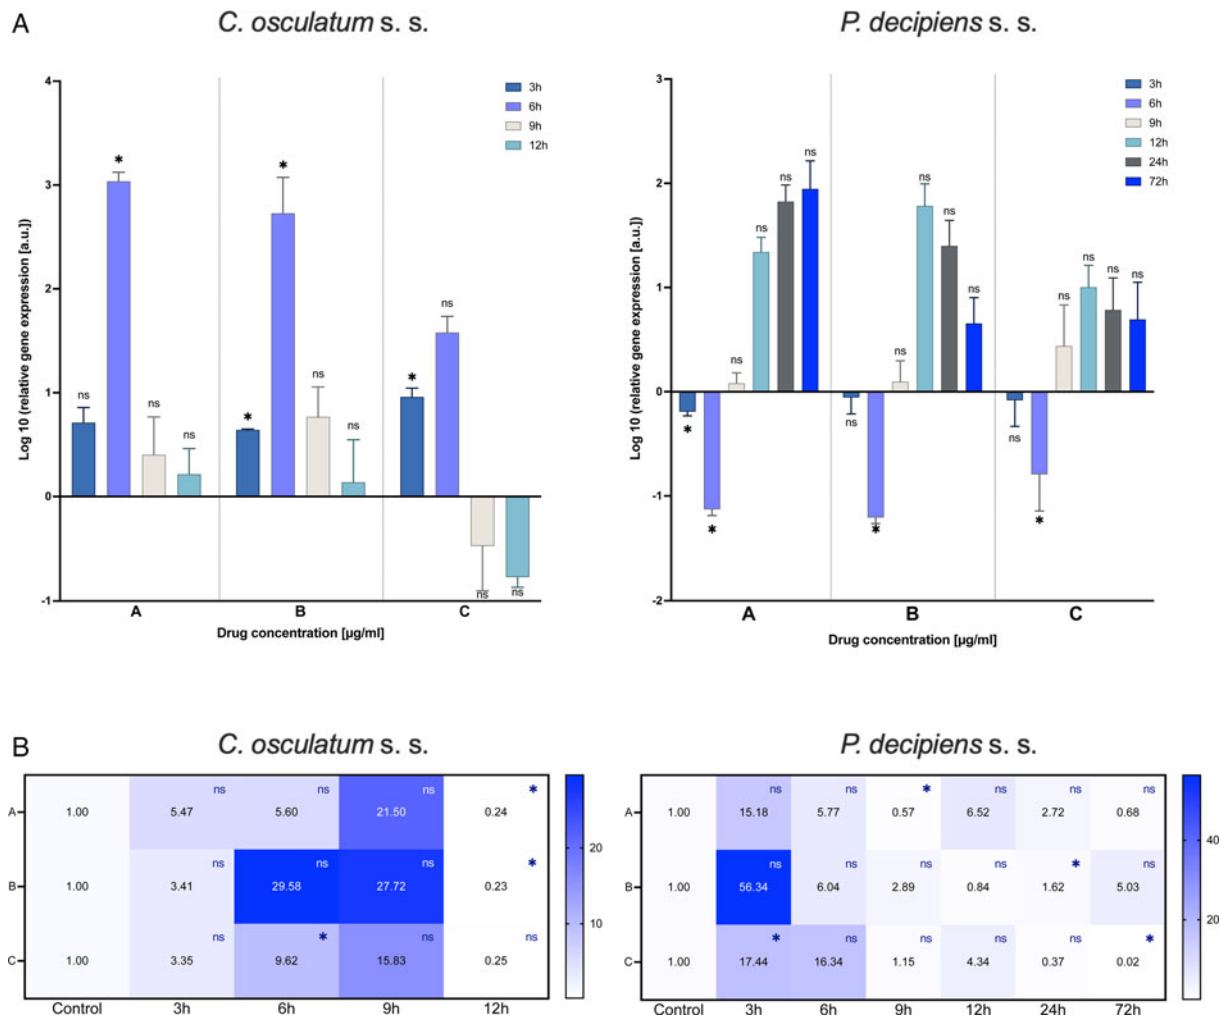 A
C. osculatum s. s.
P. decipiens s. s.
Log 10 (relative gene expression [a.u.])
4
3
2
1
0
-1
3h
6h
9h
12h
ns
*
ns
ns
*
*
ns
ns
*
ns
ns
ns
A
B
C
Drug concentration [µg/ml]
Log 10 (relative gene expression [a.u.])
3
2
1
0
-1
-2
3h
6h
9h
12h
24h
72h
*
*
ns
ns
ns
ns
ns
*
ns
ns
ns
ns
ns
*
ns
ns
ns
ns
A
B
C
Drug concentration [µg/ml]
B
C. osculatum s. s.
P. decipiens s. s.
ns ns ns *
A 1.00 5.47 5.60 21.50 0.24
ns ns ns *
B 1.00 3.41 29.58 27.72 0.23
ns * ns ns
C 1.00 3.35 9.62 15.83 0.25
Control 3h 6h 9h 12h
20
10
ns ns * ns ns ns
A 1.00 15.18 5.77 0.57 6.52 2.72 0.68
ns ns ns ns * ns
B 1.00 56.34 6.04 2.89 0.84 1.62 5.03
* ns ns ns ns *
C 1.00 17.44 16.34 1.15 4.34 0.37 0.02
Control 3h 6h 9h 12h 24h 72h
40
20